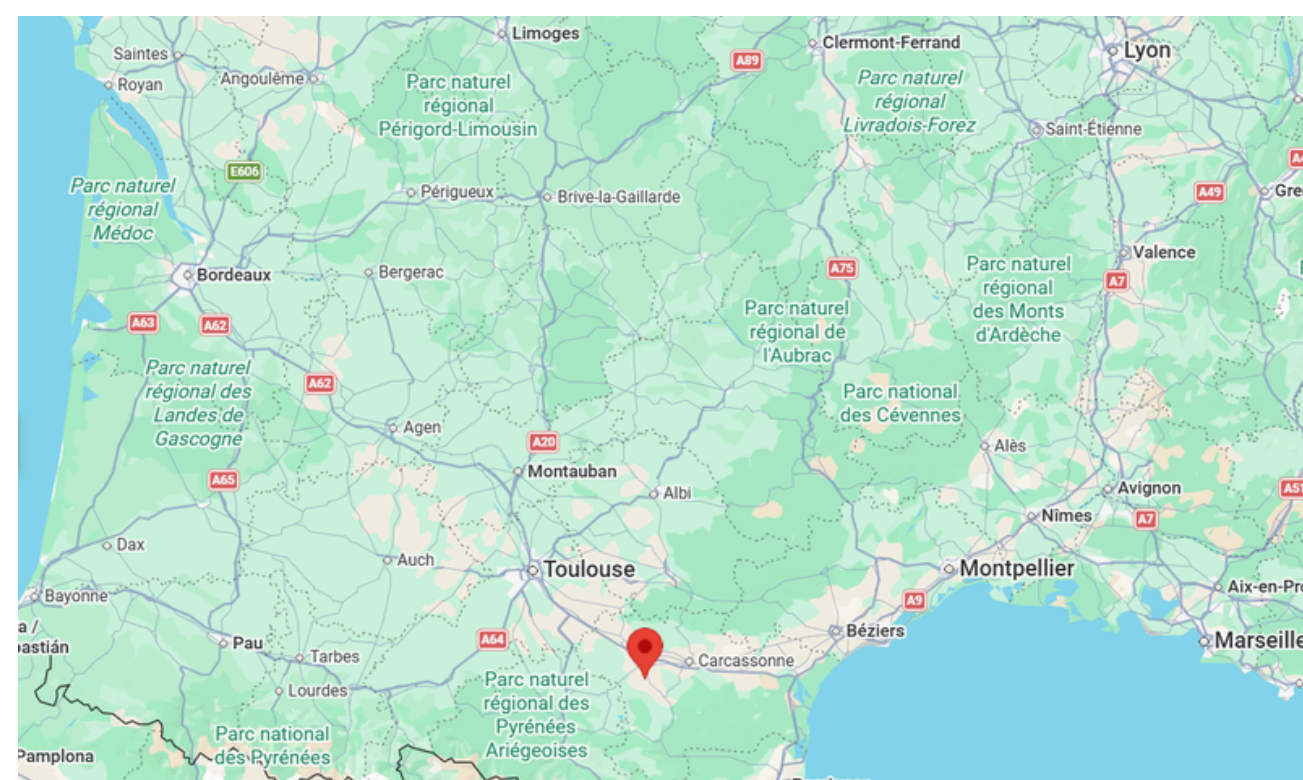 Limoges
Clermont-Ferrand
Lyon
Saintes
A89
Angoulême
Royan
Parc naturel
régional
Périgord-Limousin
Parc naturel
régional
Livradois-Forez
Saint-Étienne
E606
Parc naturel
régional
Médoc
Périgueux
Brive-la-Gaillarde
A49
Gre
Bordeaux
Bergerac
A75
Valence
A7
Parc naturel
régional
des Monts
d'Ardèche
A63
A62
Parc naturel
régional de
l'Aubrac
Parc naturel
régional des
Landes de
Gascogne
A62
Parc national
des Cévennes
Agen
A20
Alès
Montauban
A65
Albi
Avignon
A51
Nîmes
A7
Dax
Auch
Toulouse
Montpellier
Bayonne
A9
Aix-en-Pro
a /
bastián
Pau
A64
Béziers
Marseille
Tarbes
Carcassonne
Lourdes
Parc naturel
régional des
Pyrénées
Ariégeoises
Parc national
des Pyrénées
Pamplona